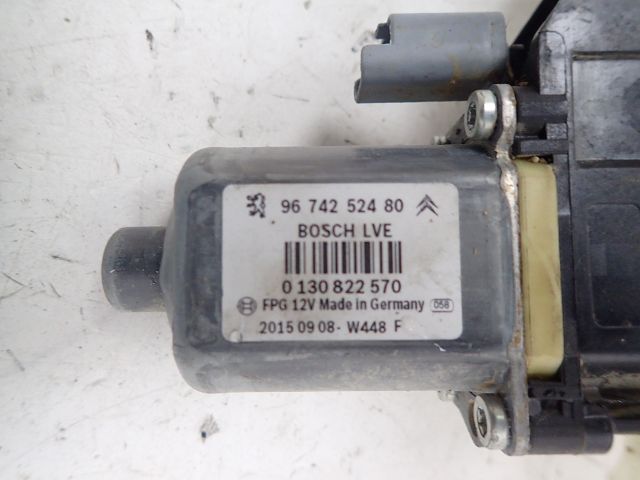 96 742 524 80
BOSCH LVE
0 130 822 570
FPG 12V Made in Germany 058
2015 09 08- W448 F